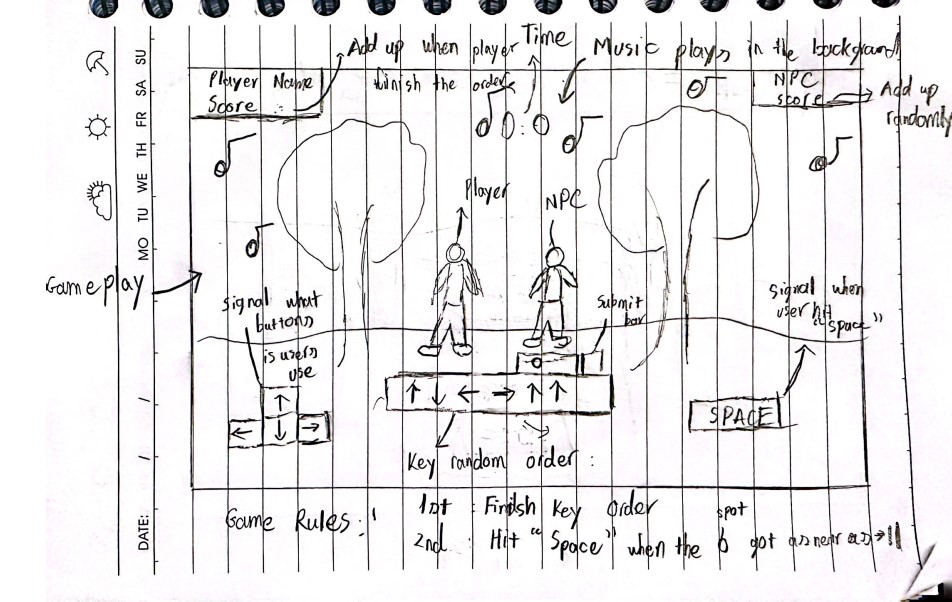 Add up when player
finish the order
Time
Music plays in the background
Player Name
Score
0:0
NPC
score
Add up
randomly
SU
SA
FR
TH
WE
TU
MO
DATE: / /
Player
NPC
Gameplay
signal what
buttons
is users
use
submit
bar
signal when
user hit
"space"
↑
← ↓ →
↑ ↓ ← → ↑ ↑
SPACE
Key random order :
Game Rules :
1st : Finish Key Order
2nd : Hit "Space" when the spot got as near as → ||